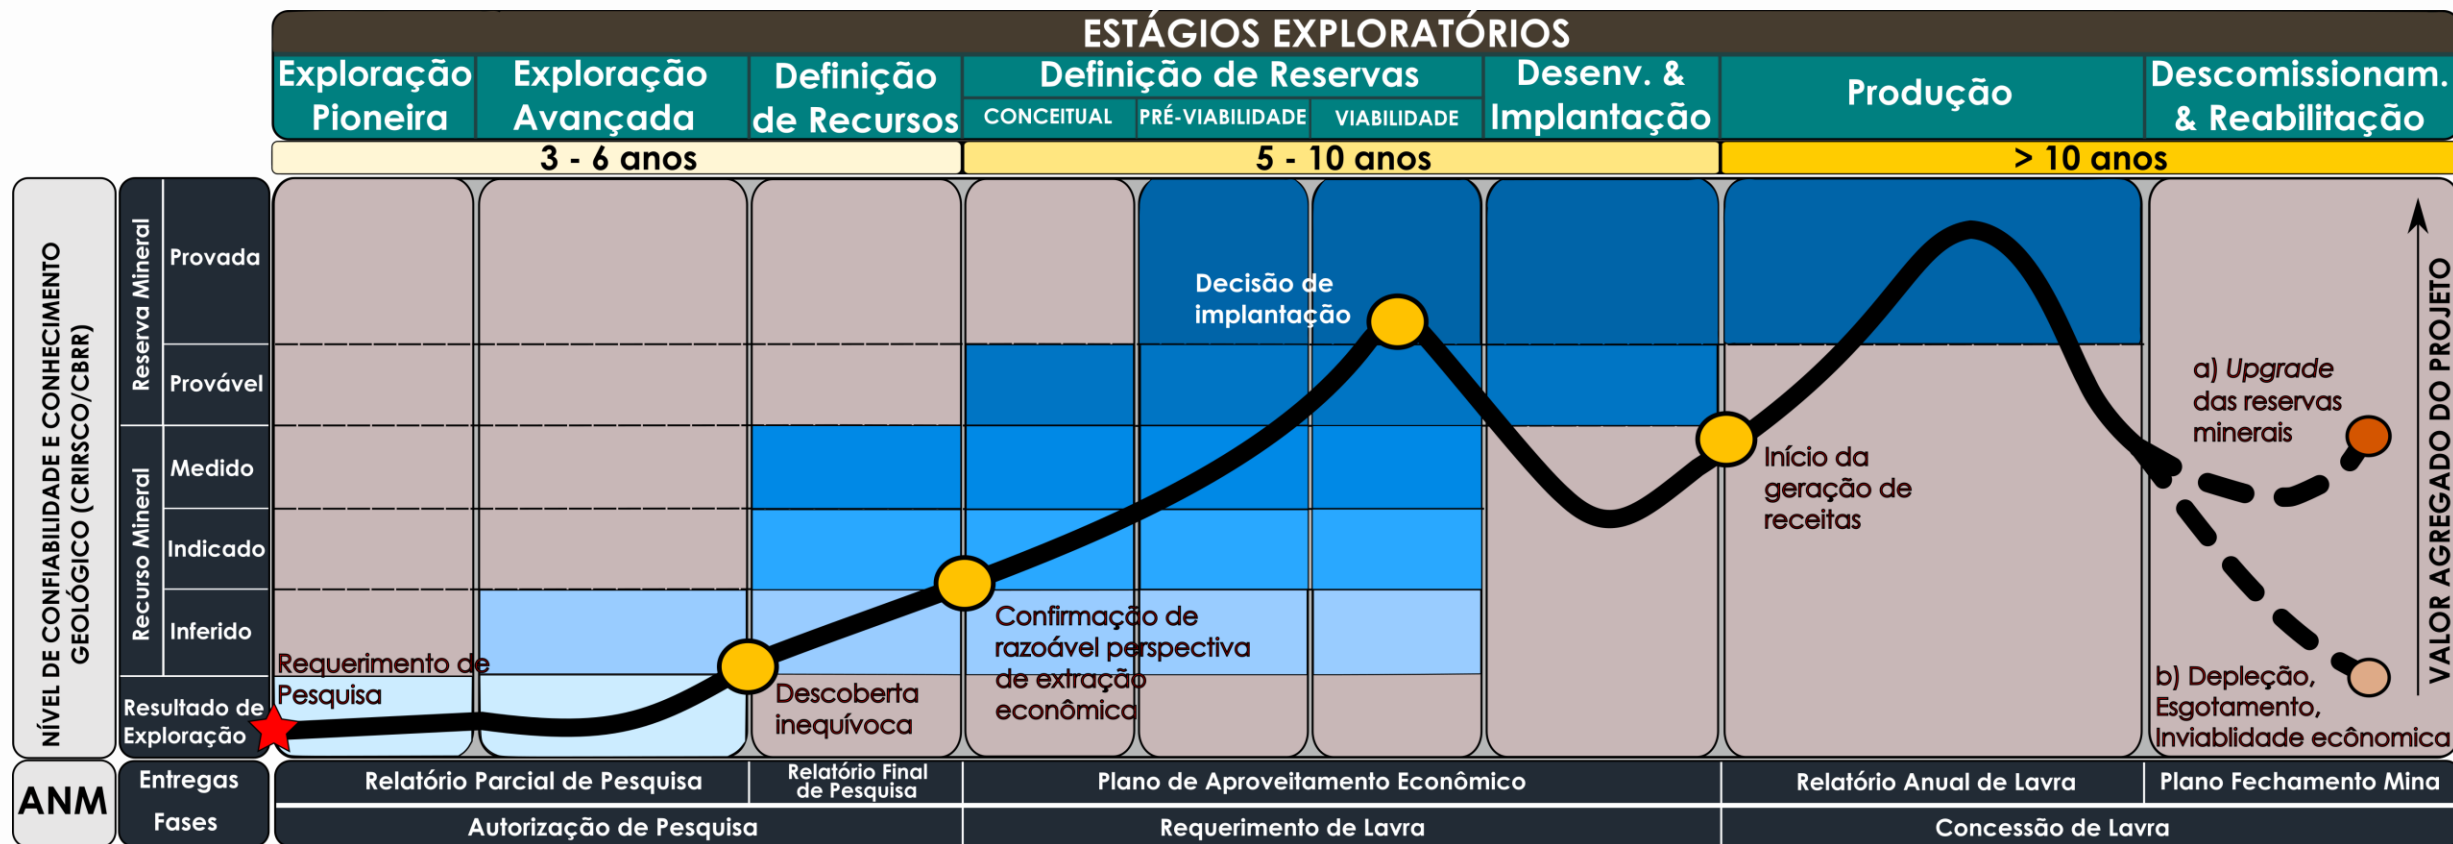 ESTÁGIOS EXPLORATÓRIOS
Exploração
Pioneira
Exploração
Avançada
Definição
de Recursos
Definição de Reservas
CONCEITUAL
PRÉ-VIABILIDADE
VIABILIDADE
Desenv. &
Implantação
Produção
Descomissionam.
& Reabilitação
3 - 6 anos
5 - 10 anos
> 10 anos
NÍVEL DE CONFIABILIDADE E CONHECIMENTO
GEOLÓGICO (CRIRSCO/CBRR)
Reserva Mineral
Provada
Provável
Recurso Mineral
Medido
Indicado
Inferido
Resultado de
Exploração
Requerimento de
Pesquisa
Descoberta
inequívoca
Confirmação de
razoável perspectiva
de extração
econômica
Decisão de
implantação
Início da
geração de
receitas
a) Upgrade
das reservas
minerais
b) Depleção,
Esgotamento,
Inviablidade ecônomica
VALOR AGREGADO DO PROJETO
ANM
Entregas
Relatório Parcial de Pesquisa
Relatório Final
de Pesquisa
Plano de Aproveitamento Econômico
Relatório Anual de Lavra
Plano Fechamento Mina
Fases
Autorização de Pesquisa
Requerimento de Lavra
Concessão de Lavra